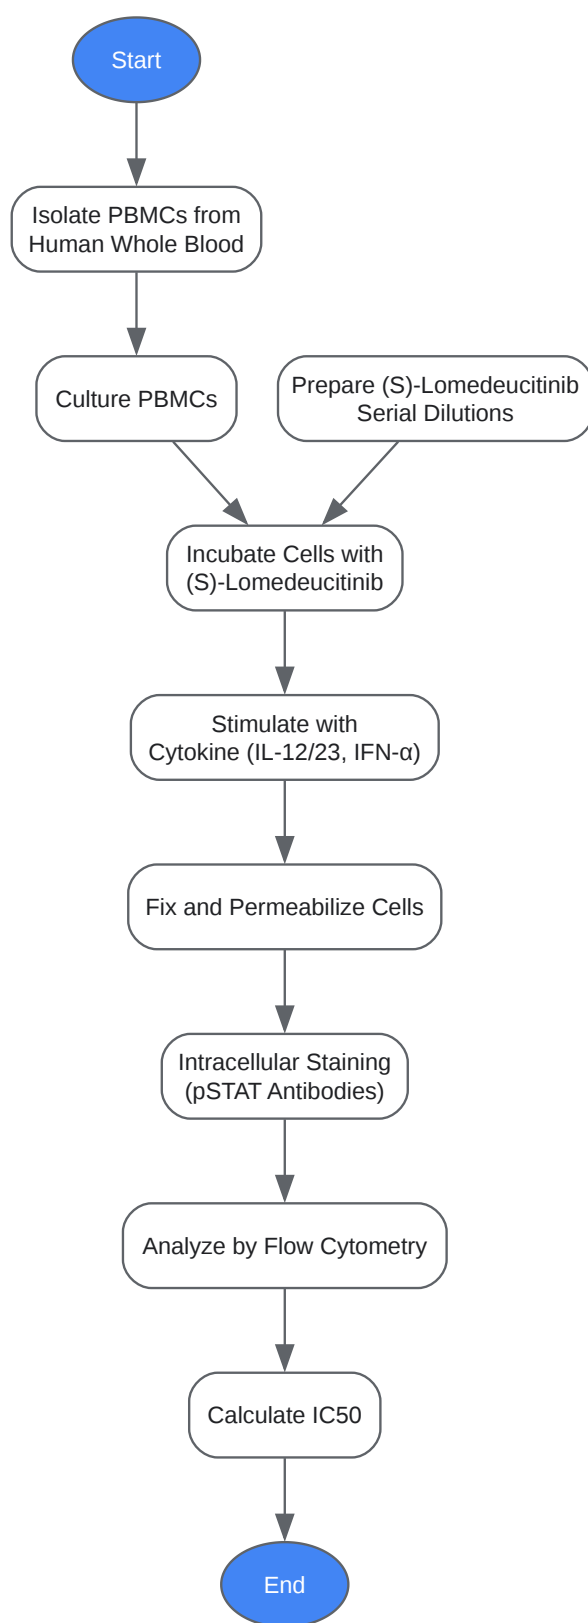 Start
Isolate PBMCs from
Human Whole Blood
Culture PBMCs
Prepare (S)-Lomedeucitinib
Serial Dilutions
Incubate Cells with
(S)-Lomedeucitinib
Stimulate with
Cytokine (IL-12/23, IFN-α)
Fix and Permeabilize Cells
Intracellular Staining
(pSTAT Antibodies)
Analyze by Flow Cytometry
Calculate IC50
End